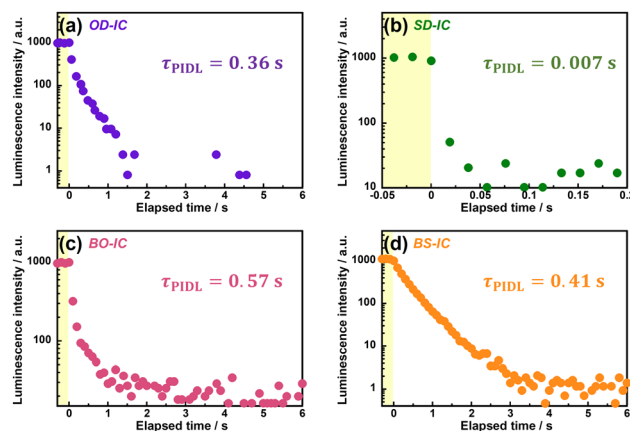 (a) OD-IC
τPIDL = 0.36 s
Luminescence intensity / a.u.
1000
100
10
1
0 1 2 3 4 5 6
Elapsed time / s
(b) SD-IC
τPIDL = 0.007 s
Luminescence intensity / a.u.
1000
100
10
-0.05 0.00 0.05 0.10 0.15 0.2
Elapsed time / s
(c) BO-IC
τPIDL = 0.57 s
Luminescence intensity / a.u.
1000
100
0 1 2 3 4 5 6
Elapsed time / s
(d) BS-IC
τPIDL = 0.41 s
Luminescence intensity / a.u.
1000
100
10
1
0 1 2 3 4 5 6
Elapsed time / s